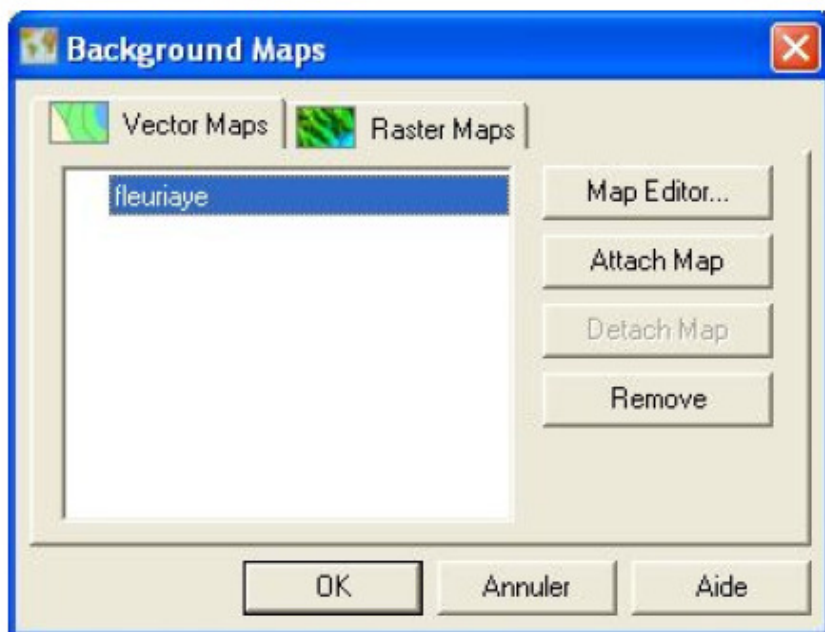 Background Maps
Vector Maps
Raster Maps
fleuriaye
Map Editor...
Attach Map
Detach Map
Remove
OK
Annuler
Aide